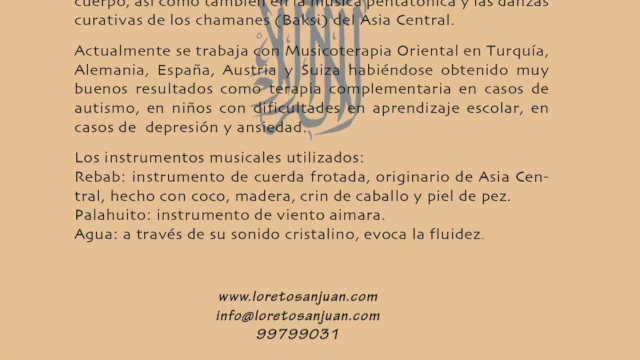 cuerpo, así como también en la música pentatónica y las danzas
curativas de los chamanes (Baksi) del Asia Central.
Actualmente se trabaja con Musicoterapia Oriental en Turquía,
Alemania, España, Austria y Suiza habiéndose obtenido muy
buenos resultados como terapia complementaria en casos de
autismo, en niños con dificultades en aprendizaje escolar, en
casos de depresión y ansiedad.
Los instrumentos musicales utilizados:
Rebab: instrumento de cuerda frotada, originario de Asia Cen-
tral, hecho con coco, madera, crin de caballo y piel de pez.
Palahuito: instrumento de viento aimara.
Agua: a través de su sonido cristalino, evoca la fluidez.
www.loretosanjuan.com
info@loretosanjuan.com
99799031